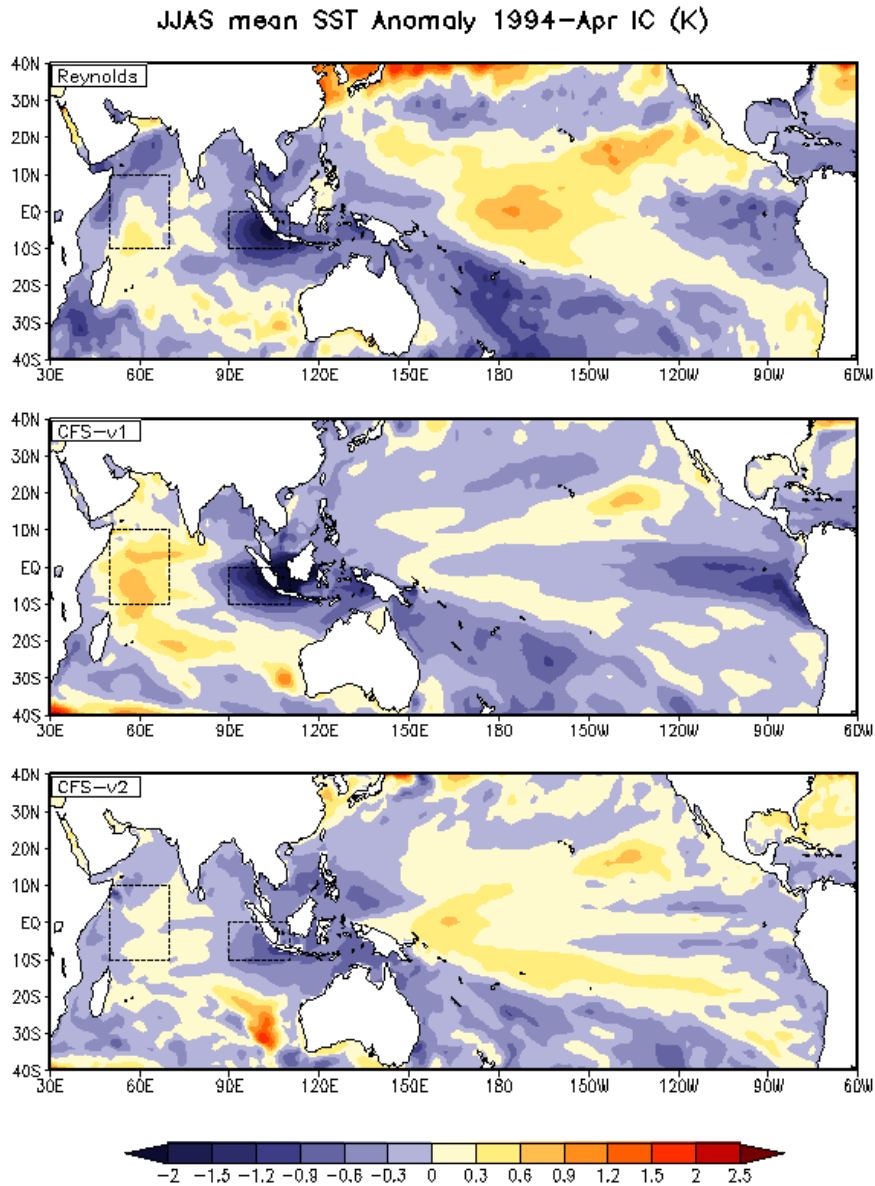 JJAS mean SST Anomaly 1994-Apr IC (K)
Reynolds
40N
30N
20N
10N
EQ
10S
20S
30S
40S
30E 60E 90E 120E 150E 180 150W 120W 90W 60W
CFS-v1
40N
30N
20N
10N
EQ
10S
20S
30S
40S
30E 60E 90E 120E 150E 180 150W 120W 90W 60W
CFS-v2
40N
30N
20N
10N
EQ
10S
20S
30S
40S
30E 60E 90E 120E 150E 180 150W 120W 90W 60W
-2 -1.5 -1.2 -0.9 -0.6 -0.3 0 0.3 0.6 0.9 1.2 1.5 2 2.5